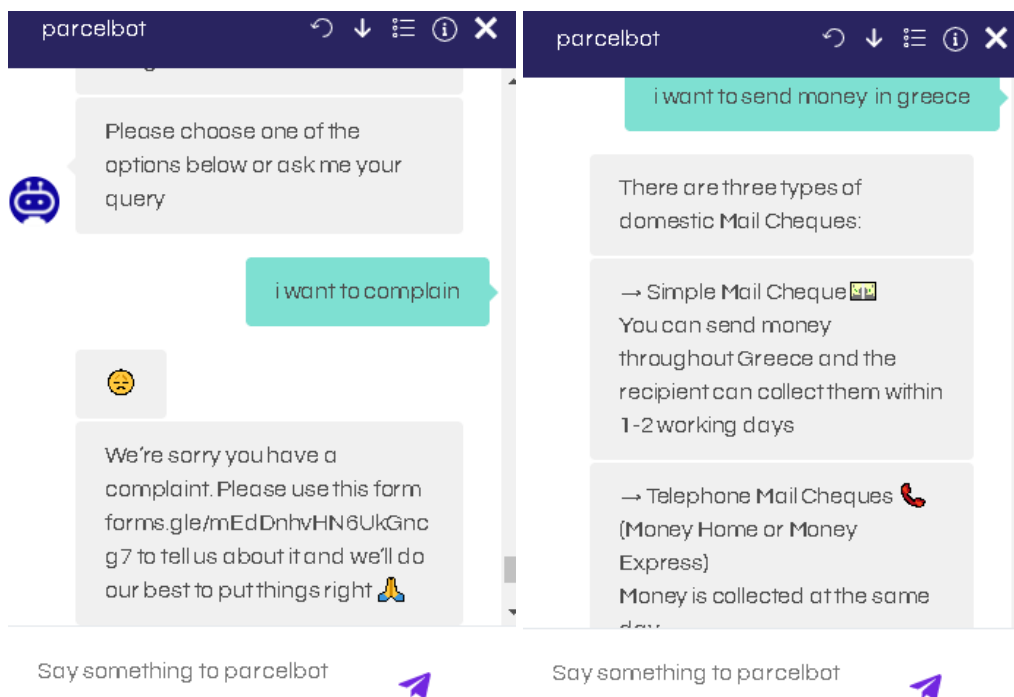 parcelbot
Please choose one of the
options below or ask me your
query
i want to complain
We're sorry you have a
complaint. Please use this form
forms.gle/mEdDnhvHN6UkGnc
g7 to tell us about it and we'll do
our best to put things right
Say something to parcelbot
parcelbot
i want to send money in greece
There are three types of
domestic Mail Cheques:
→ Simple Mail Cheque
You can send money
throughout Greece and the
recipient can collect them within
1-2 working days
→ Telephone Mail Cheques
(Money Home or Money
Express)
Money is collected at the same
day
Say something to parcelbot